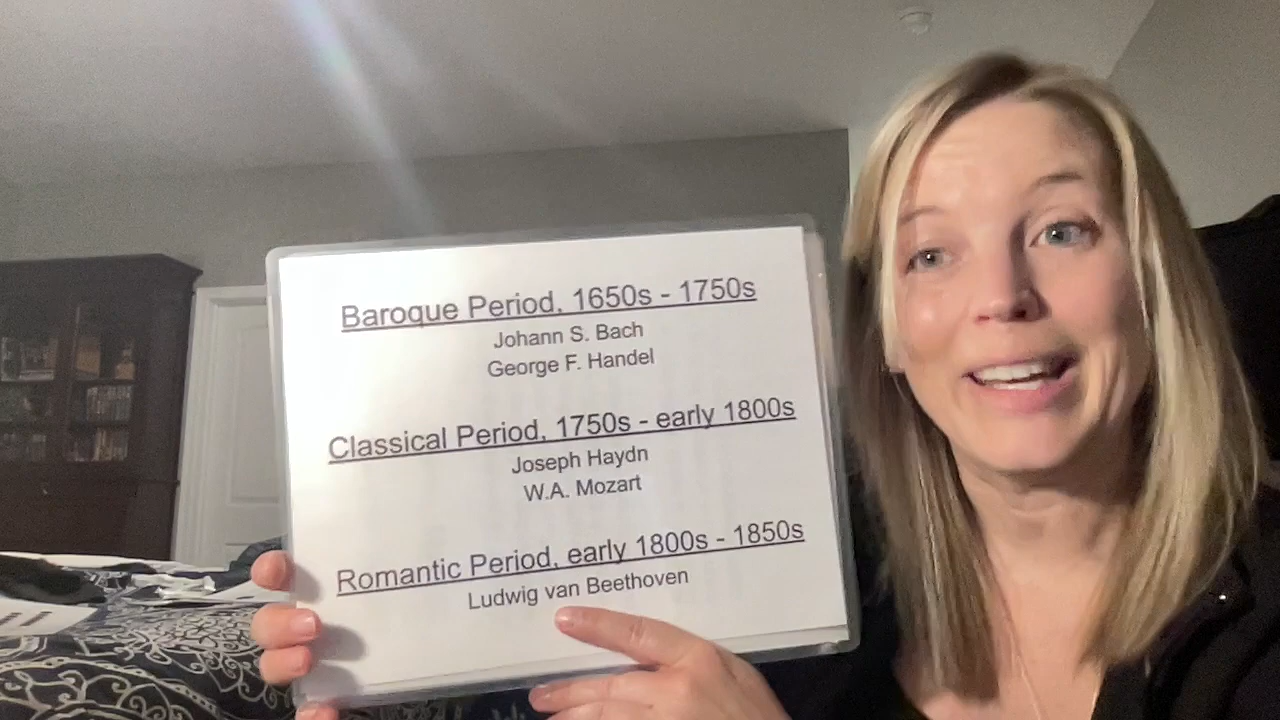 Baroque Period, 1650s - 1750s
Johann S. Bach
George F. Handel
Classical Period, 1750s - early 1800s
Joseph Haydn
W.A. Mozart
Romantic Period, early 1800s - 1850s
Ludwig van Beethoven